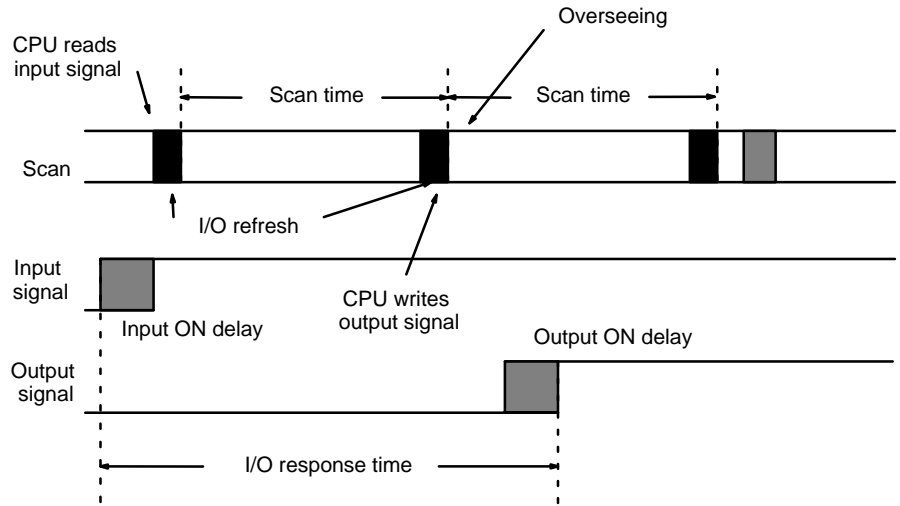 Overseeing
CPU reads
input signal
Scan time
Scan time
Scan
I/O refresh
Input
signal
CPU writes
output signal
Input ON delay
Output ON delay
Output
signal
I/O response time